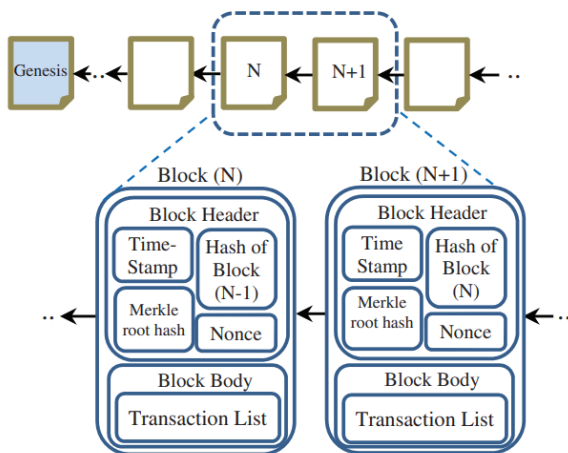 Genesis
..
N
N+1
..
Block (N)
Block Header
Time-
Stamp
Hash of
Block
(N-1)
Merkle
root hash
Nonce
Block Body
Transaction List
..
Block (N+1)
Block Header
Time
Stamp
Hash of
Block
(N)
Merkle
root hash
Nonce
Block Body
Transaction List
..